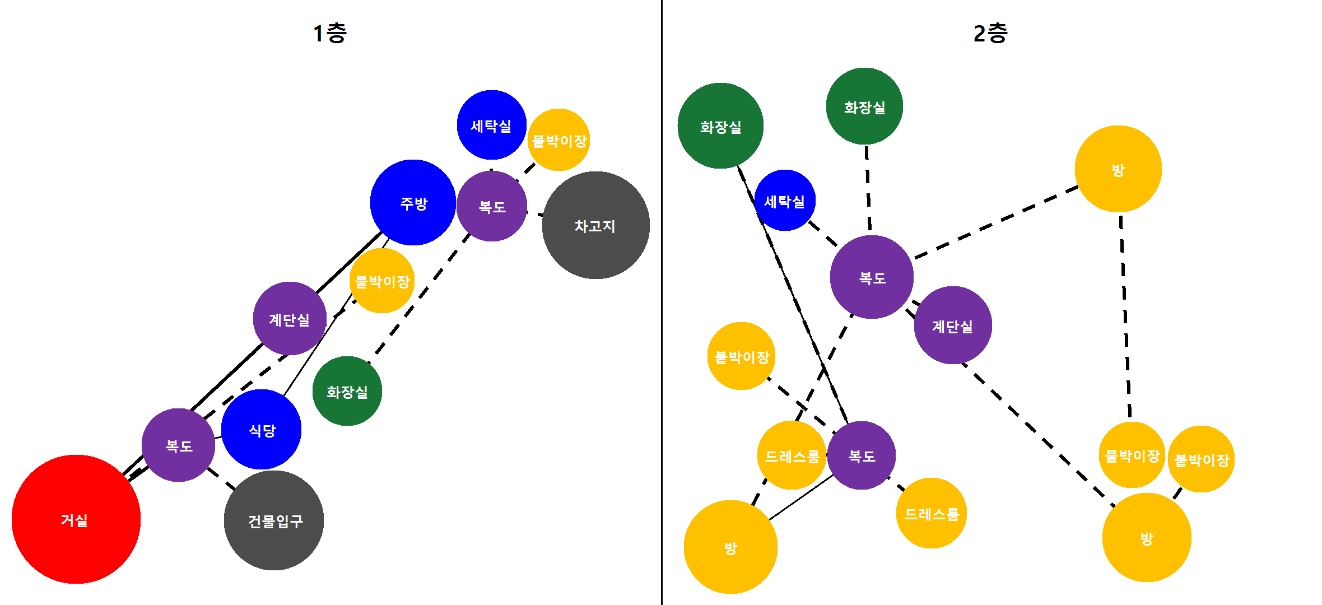 1층
세탁실
붙박이장
주방
복도
차고지
붙박이장
계단실
화장실
식당
복도
거실
건물입구
2층
화장실
화장실
방
세탁실
복도
계단실
붙박이장
드레스룸
복도
붙박이장
붙박이장
드레스룸
방
방